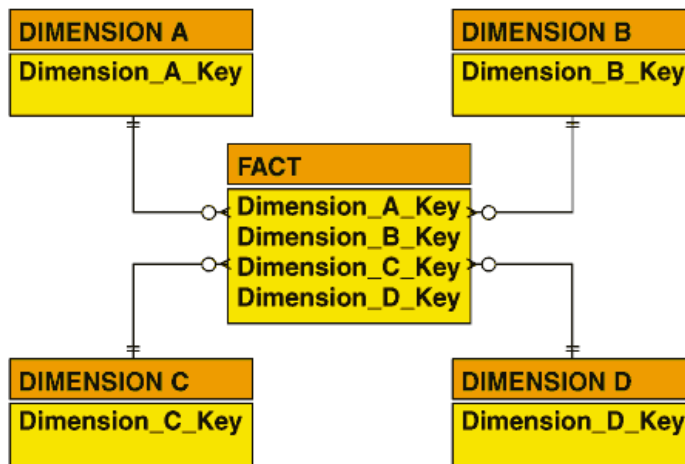 DIMENSION A
Dimension_A_Key
DIMENSION B
Dimension_B_Key
FACT
Dimension_A_Key
Dimension_B_Key
Dimension_C_Key
Dimension_D_Key
DIMENSION C
Dimension_C_Key
DIMENSION D
Dimension_D_Key